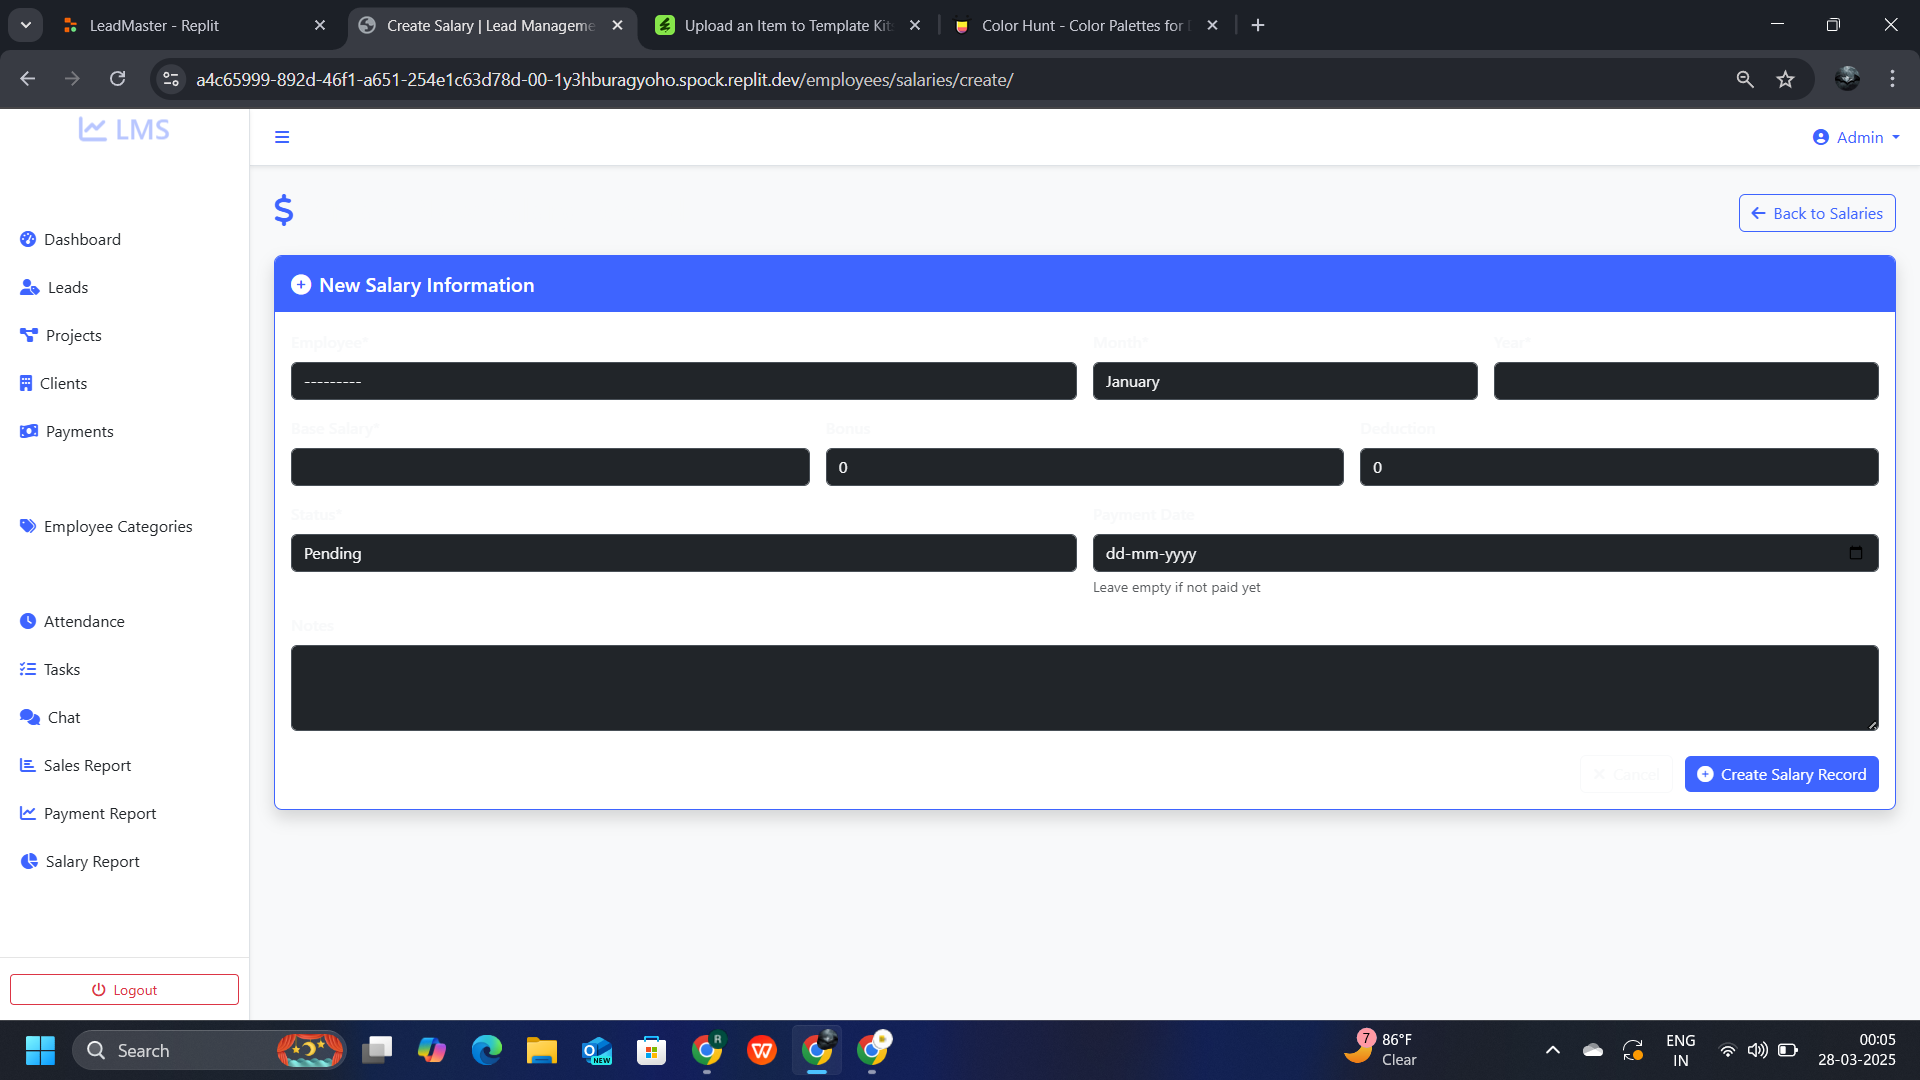 LeadMaster - Replit
Create Salary | Lead Manageme
Upload an Item to Template Kit
Color Hunt - Color Palettes for
a4c65999-892d-46f1-a651-254e1c63d78d-00-1y3hburagyoho.spock.replit.dev/employees/salaries/create/
LMS
Admin
$
Back to Salaries
Dashboard
Leads
Projects
Clients
Payments
Employee Categories
Attendance
Tasks
Chat
Sales Report
Payment Report
Salary Report
Logout
New Salary Information
Employee*
Month*
Year*
---------
January
Base Salary*
Bonus
Deduction
0
0
Status*
Payment Date
Pending
dd-mm-yyyy
Leave empty if not paid yet
Notes
Cancel
Create Salary Record
Search
NEW
R
7
86°F
Clear
ENG
IN
00:05
28-03-2025